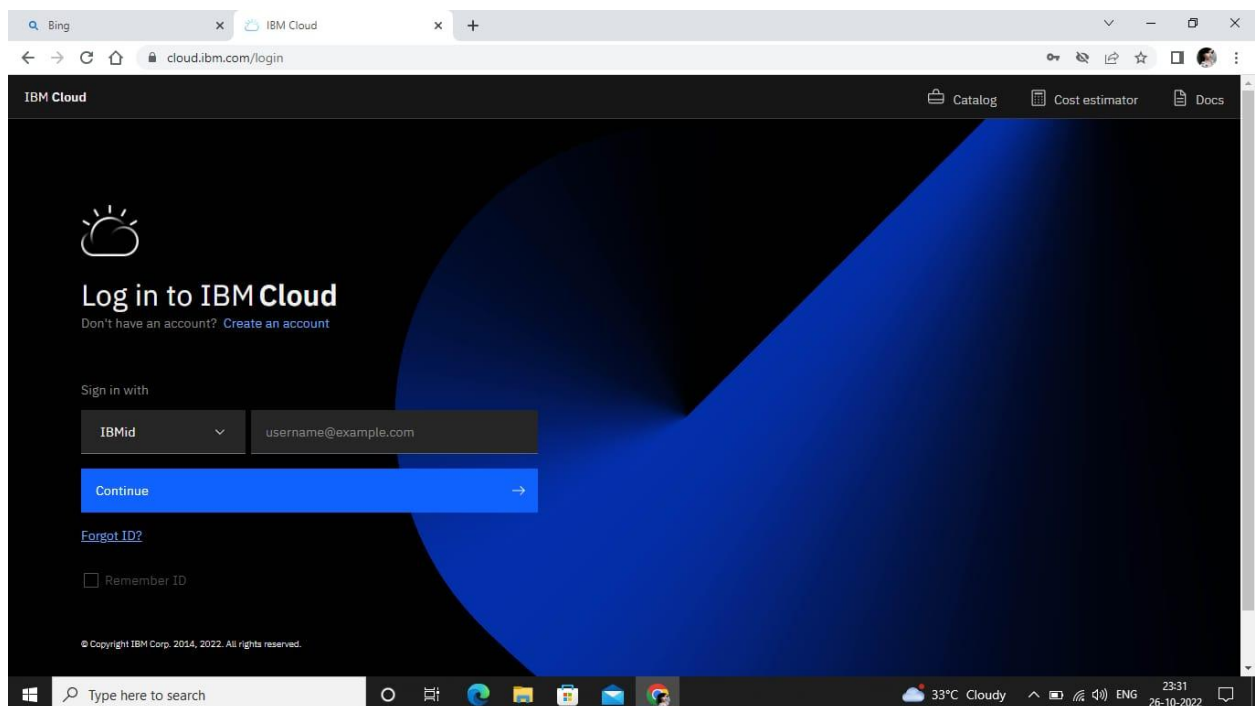 Bing
IBM Cloud
cloud.ibm.com/login
IBM Cloud
Catalog
Cost estimator
Docs
Log in to IBM Cloud
Don't have an account? Create an account
Sign in with
IBMid
username@example.com
Continue
Forgot ID?
Remember ID
© Copyright IBM Corp. 2014, 2022. All rights reserved.
Type here to search
33°C Cloudy
ENG
23:31
26-10-2022